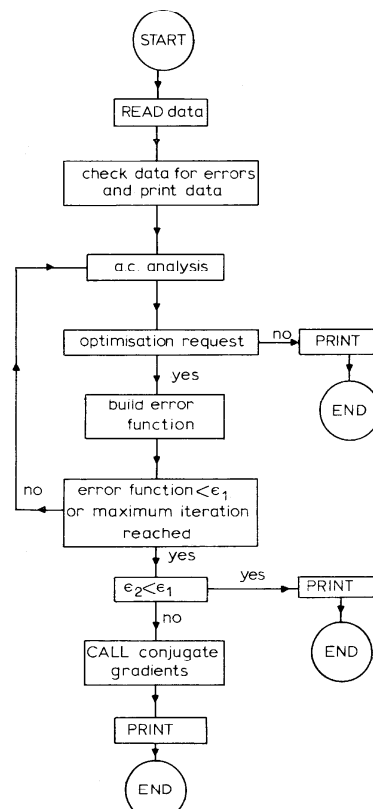 START
READ data
check data for errors
and print data
a.c. analysis
optimisation request
no
PRINT
END
yes
build error
function
no
error function<ϵ₁
or maximum iteration
reached
yes
ϵ₂<ϵ₁
yes
PRINT
END
no
CALL conjugate
gradients
PRINT
END